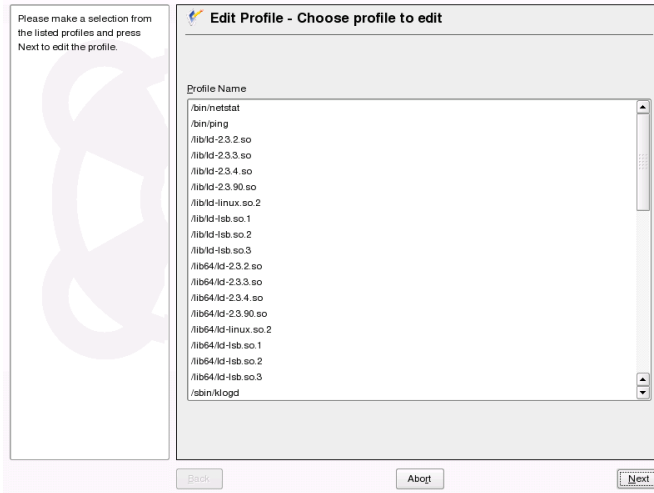 Please make a selection from
the listed profiles and press
Next to edit the profile.
Edit Profile - Choose profile to edit
Profile Name
/bin/netstat
/bin/ping
/lib/ld-2.3.2.so
/lib/ld-2.3.3.so
/lib/ld-2.3.4.so
/lib/ld-2.3.90.so
/lib/ld-linux.so.2
/lib/ld-lsb.so.1
/lib/ld-lsb.so.2
/lib/ld-lsb.so.3
/lib64/ld-2.3.2.so
/lib64/ld-2.3.3.so
/lib64/ld-2.3.4.so
/lib64/ld-2.3.90.so
/lib64/ld-linux.so.2
/lib64/ld-lsb.so.1
/lib64/ld-lsb.so.2
/lib64/ld-lsb.so.3
/sbin/klogd
Back
Abort
Next